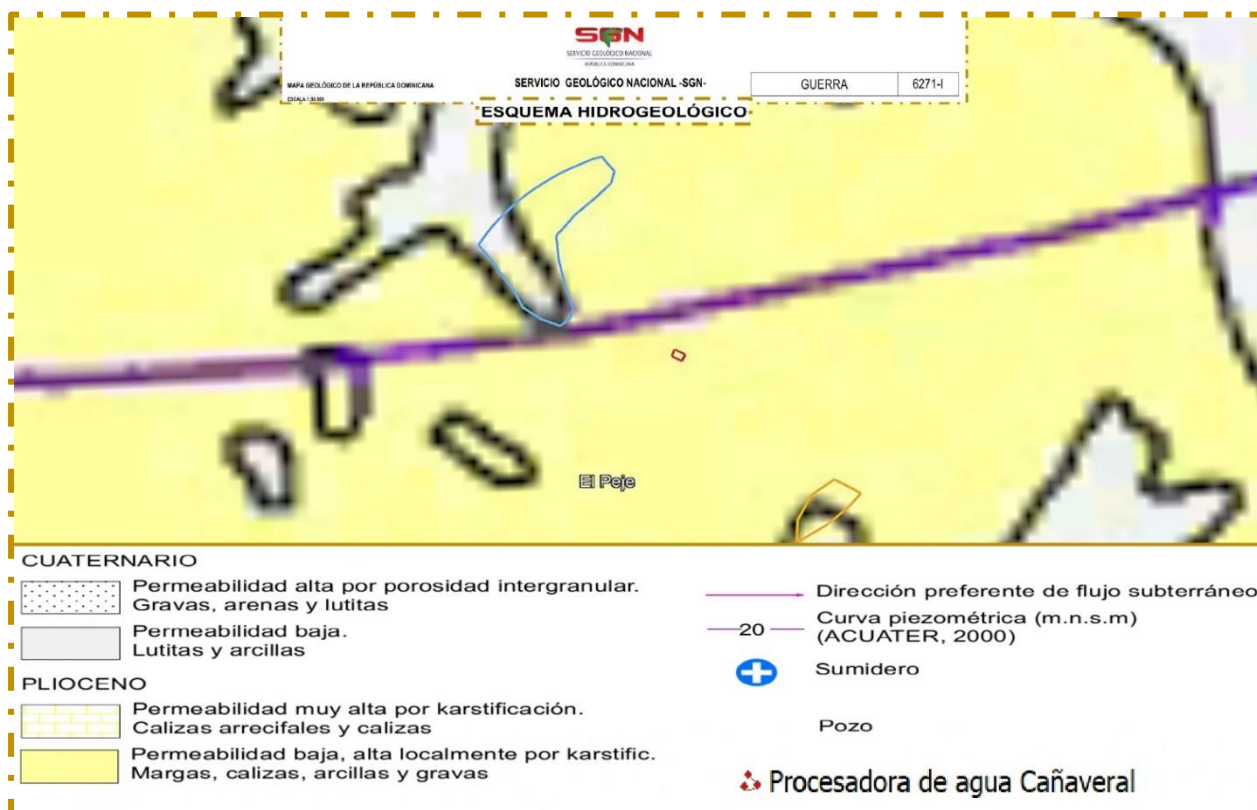 SGN
SERVICIO GEOLÓGICO NACIONAL
REPÚBLICA DOMINICANA
MAPA GEOLÓGICO DE LA REPÚBLICA DOMINICANA
SERVICIO GEOLÓGICO NACIONAL -SGN-
GUERRA
6271-I
ESQUEMA HIDROGEOLÓGICO
El Peje
CUATERNARIO
Permeabilidad alta por porosidad intergranular.
Gravas, arenas y lutitas
Permeabilidad baja.
Lutitas y arcillas
PLIOCENO
Permeabilidad muy alta por karstificación.
Calizas arrecifales y calizas
Permeabilidad baja, alta localmente por karstific.
Margas, calizas, arcillas y gravas
Dirección preferente de flujo subterráneo
20
Curva piezométrica (m.n.s.m)
(ACUATER, 2000)
Sumidero
Pozo
Procesadora de agua Cañaveral